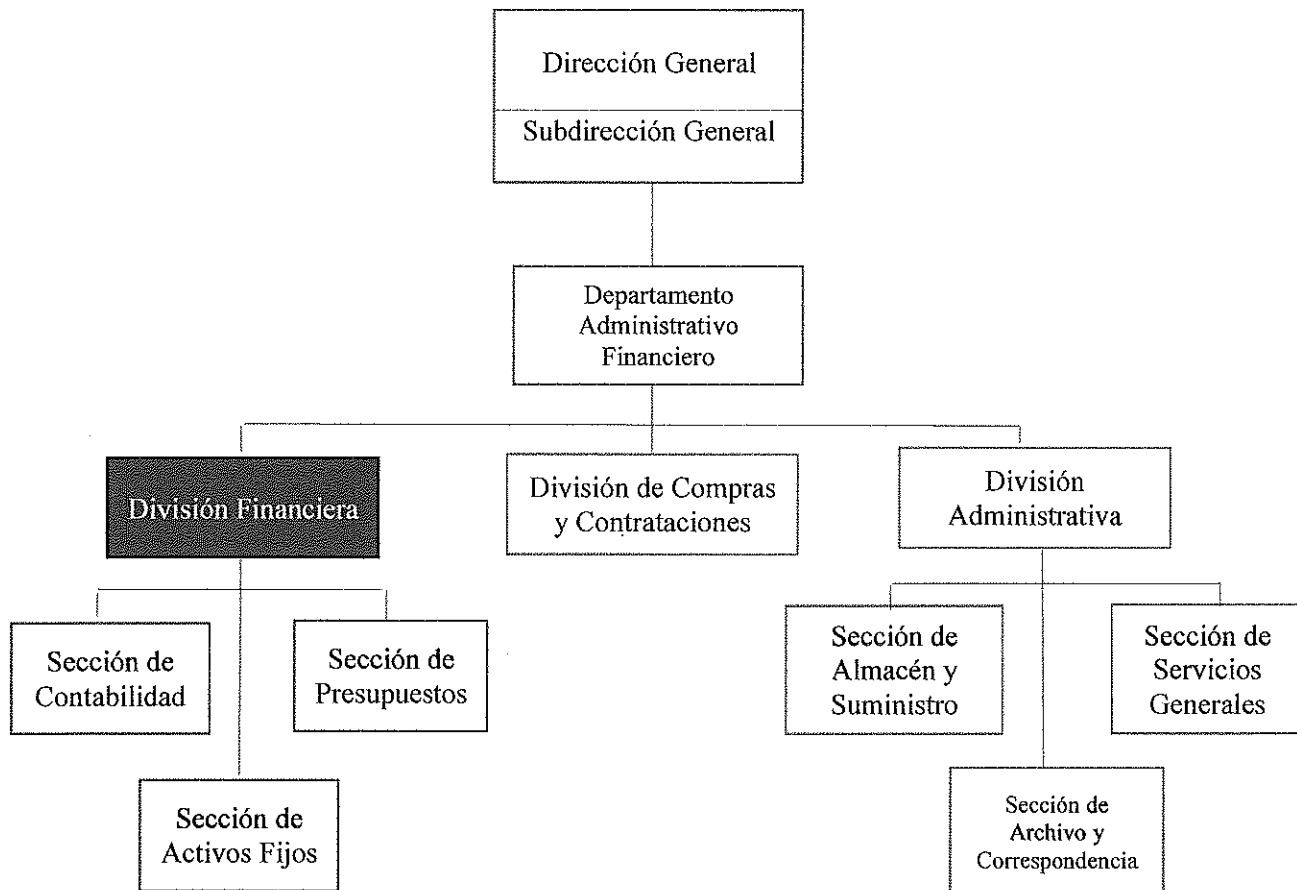 Dirección General
Subdirección General
Departamento
Administrativo
Financiero
División Financiera
División de Compras
y Contrataciones
División
Administrativa
Sección de
Contabilidad
Sección de
Presupuestos
Sección de
Almacén y
Suministro
Sección de
Servicios
Generales
Sección de
Activos Fijos
Sección de
Archivo y
Correspondencia